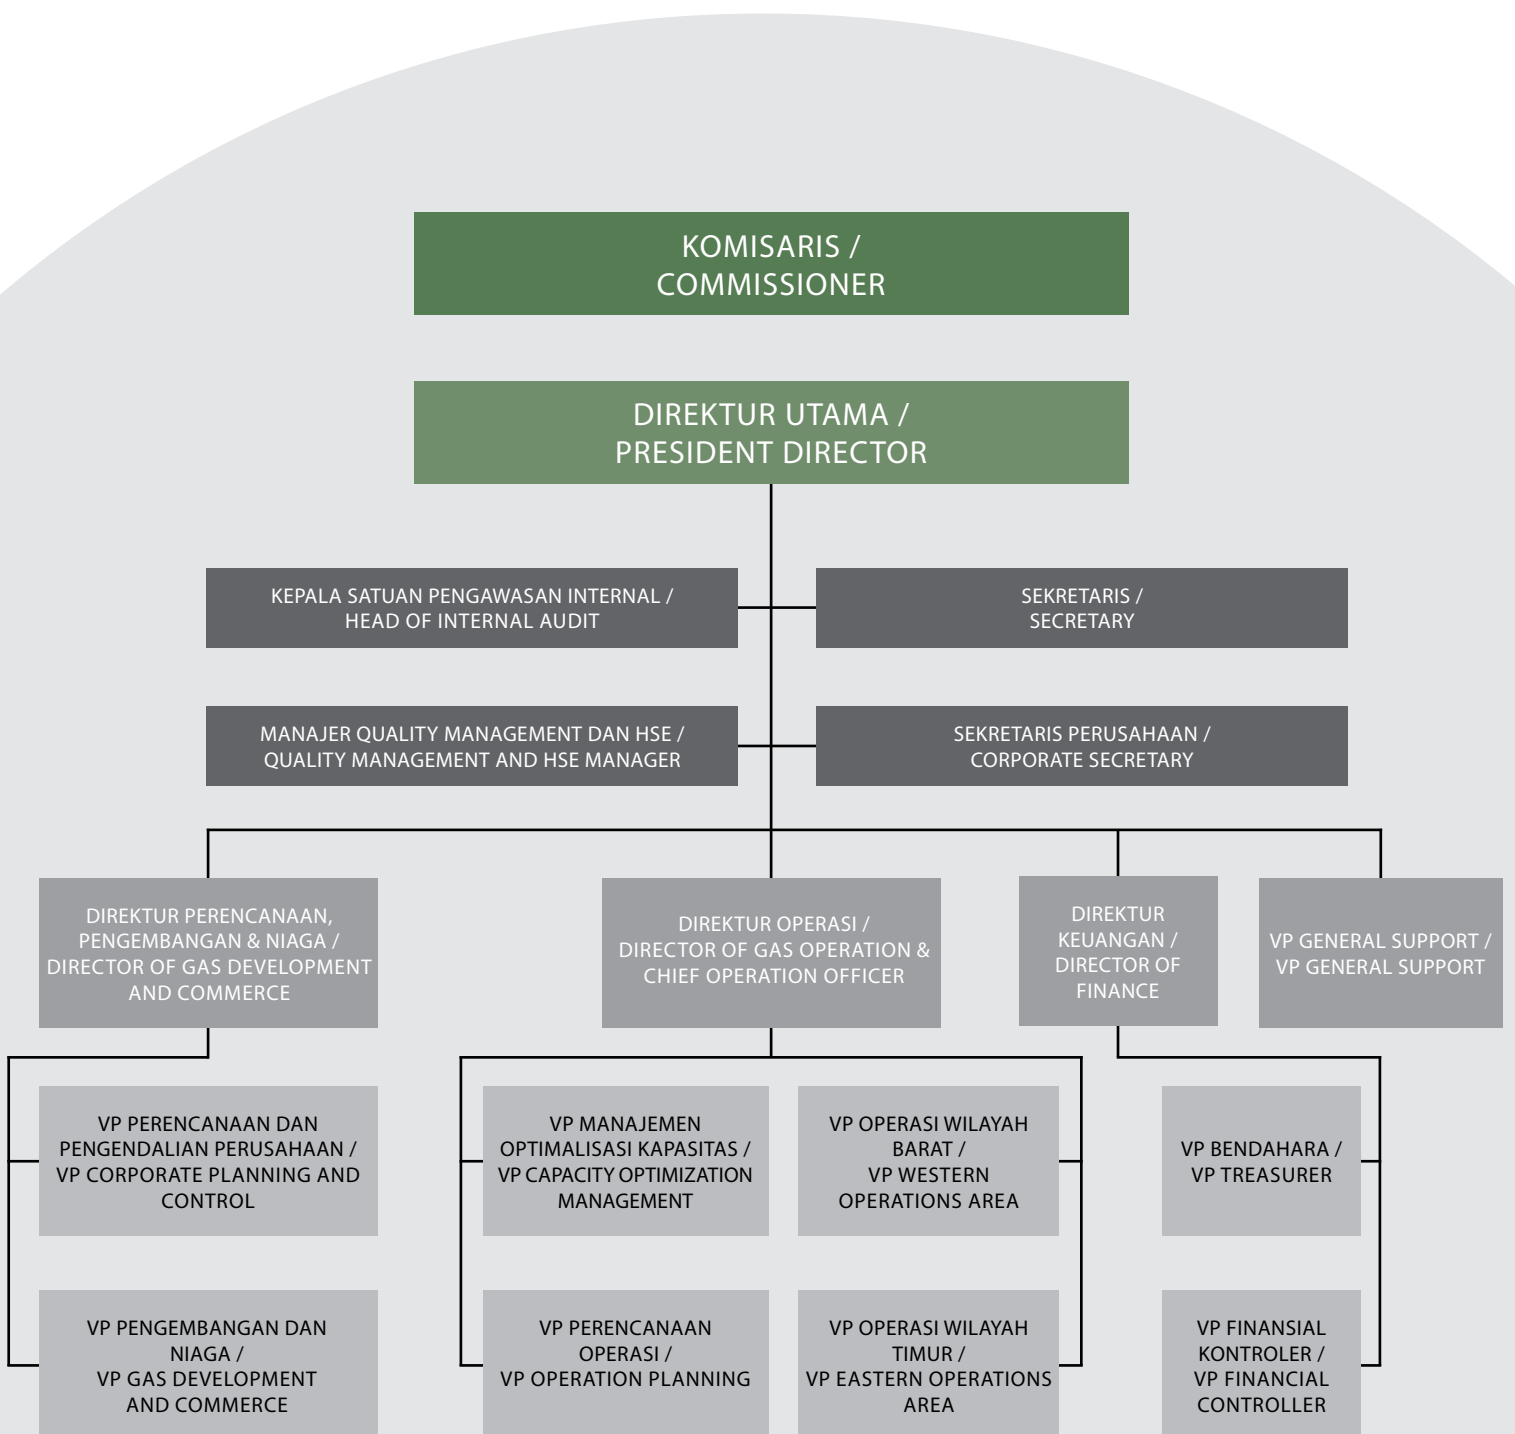 KOMISARIS /
COMMISSIONER
DIREKTUR UTAMA /
PRESIDENT DIRECTOR
KEPALA SATUAN PENGAWASAN INTERNAL /
HEAD OF INTERNAL AUDIT
SEKRETARIS /
SECRETARY
MANAJER QUALITY MANAGEMENT DAN HSE /
QUALITY MANAGEMENT AND HSE MANAGER
SEKRETARIS PERUSAHAAN /
CORPORATE SECRETARY
DIREKTUR PERENCANAAN,
PENGEMBANGAN & NIAGA /
DIRECTOR OF GAS DEVELOPMENT
AND COMMERCE
DIREKTUR OPERASI /
DIRECTOR OF GAS OPERATION &
CHIEF OPERATION OFFICER
DIREKTUR
KEUANGAN /
DIRECTOR OF
FINANCE
VP GENERAL SUPPORT /
VP GENERAL SUPPORT
VP PERENCANAAN DAN
PENGENDALIAN PERUSAHAAN /
VP CORPORATE PLANNING AND
CONTROL
VP MANAJEMEN
OPTIMALISASI KAPASITAS /
VP CAPACITY OPTIMIZATION
MANAGEMENT
VP OPERASI WILAYAH
BARAT /
VP WESTERN
OPERATIONS AREA
VP BENDAHARA /
VP TREASURER
VP PENGEMBANGAN DAN
NIAGA /
VP GAS DEVELOPMENT
AND COMMERCE
VP PERENCANAAN
OPERASI /
VP OPERATION PLANNING
VP OPERASI WILAYAH
TIMUR /
VP EASTERN OPERATIONS
AREA
VP FINANSIAL
KONTROLER /
VP FINANCIAL
CONTROLLER